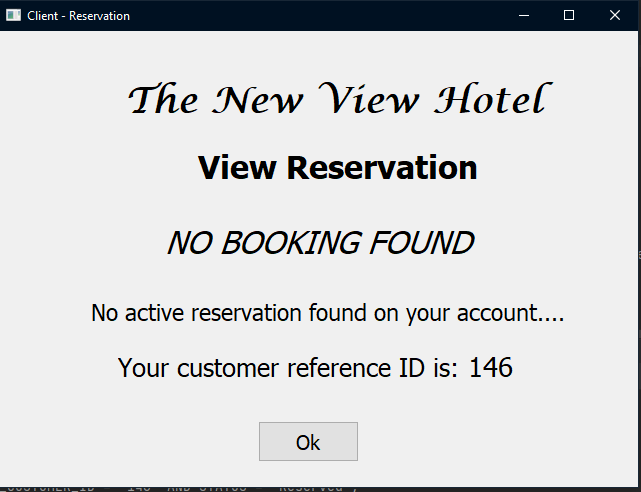 Client - Reservation
The New View Hotel
View Reservation
NO BOOKING FOUND
No active reservation found on your account....
Your customer reference ID is: 146
Ok